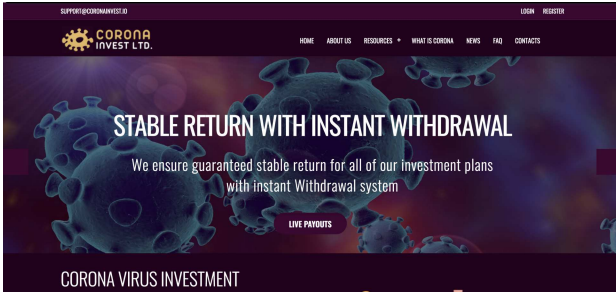 SUPPORT@CORONAINVEST.IO
LOGIN REGISTER
CORONA
INVEST LTD.
HOME ABOUT US RESOURCES WHAT IS CORONA NEWS FAQ CONTACTS
STABLE RETURN WITH INSTANT WITHDRAWAL
We ensure guaranteed stable return for all of our investment plans
with instant Withdrawal system
LIVE PAYOUTS
CORONA VIRUS INVESTMENT